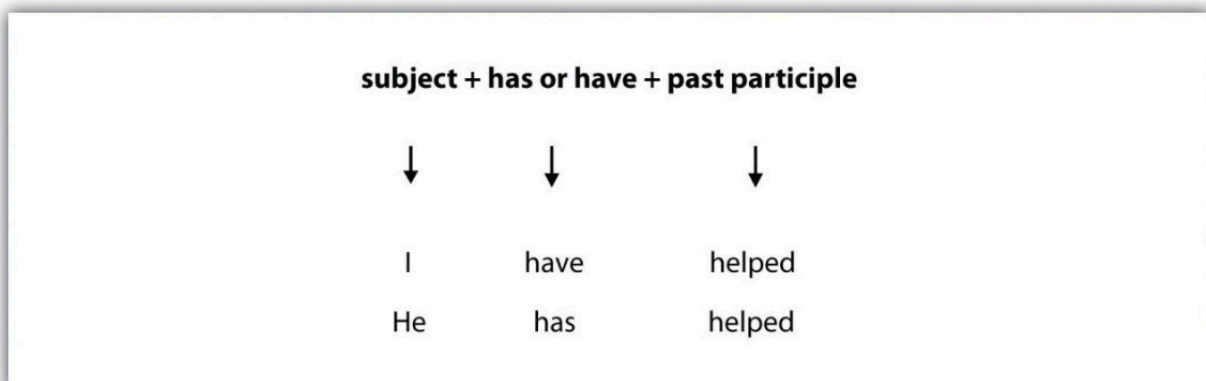 subject + has or have + past participle
I have helped
He has helped